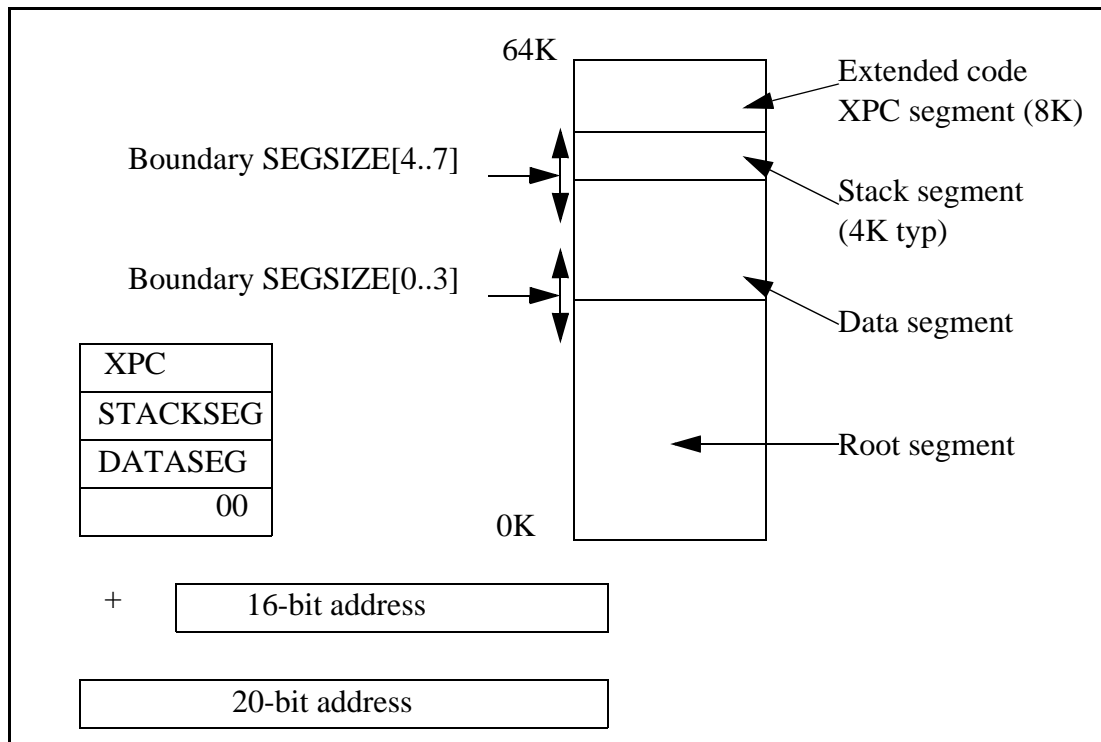 64K
Extended code
XPC segment (8K)
Boundary SEGSIZE[4..7]
Stack segment
(4K typ)
Boundary SEGSIZE[0..3]
Data segment
XPC
STACKSEG
DATASEG
00
Root segment
0K
+
16-bit address
20-bit address